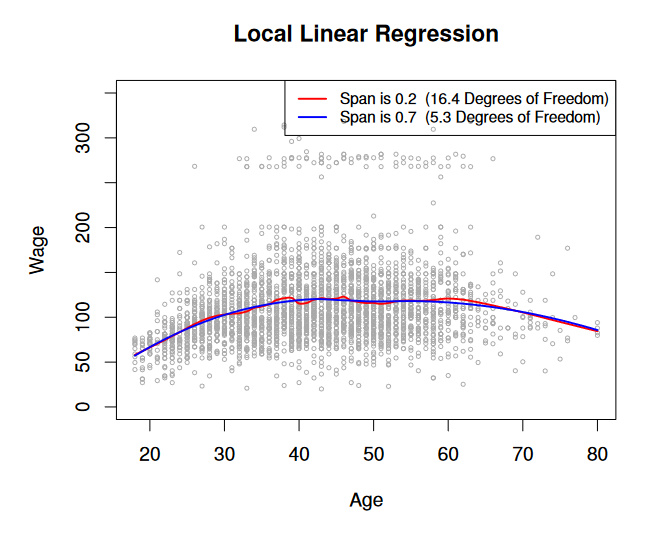 Local Linear Regression
Span is 0.2 (16.4 Degrees of Freedom)
Span is 0.7 (5.3 Degrees of Freedom)
Wage
300
200
100
50
0
20 30 40 50 60 70 80
Age